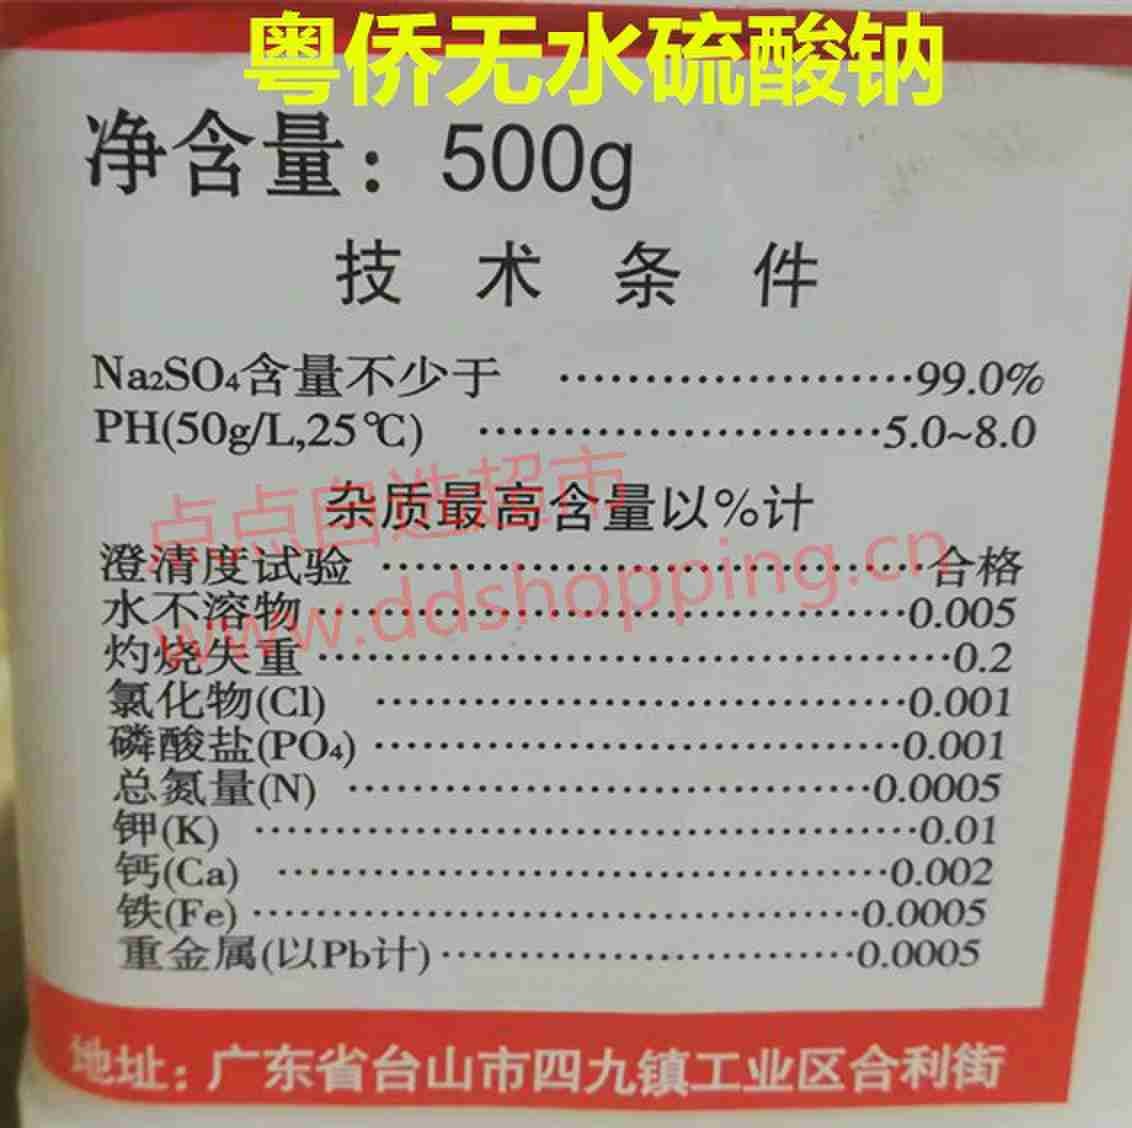 粤侨无水硫酸钠
净含量：500g
技术条件
Na₂SO₄含量不少于 ……………………99.0%
PH(50g/L,25℃) ……………………5.0~8.0
杂质最高含量以%计
点点自选超市
澄清度试验 ……………………合格
www.ddshopping.cn
水不溶物……………………0.005
灼烧失重……………………0.2
氯化物(Cl) ……………………0.001
磷酸盐(PO₄)……………………0.001
总氮量(N) ……………………0.0005
钾(K) ……………………0.01
钙(Ca) ……………………0.002
铁(Fe)……………………0.0005
重金属(以Pb计)……………………0.0005
地址：广东省台山市四九镇工业区合利街